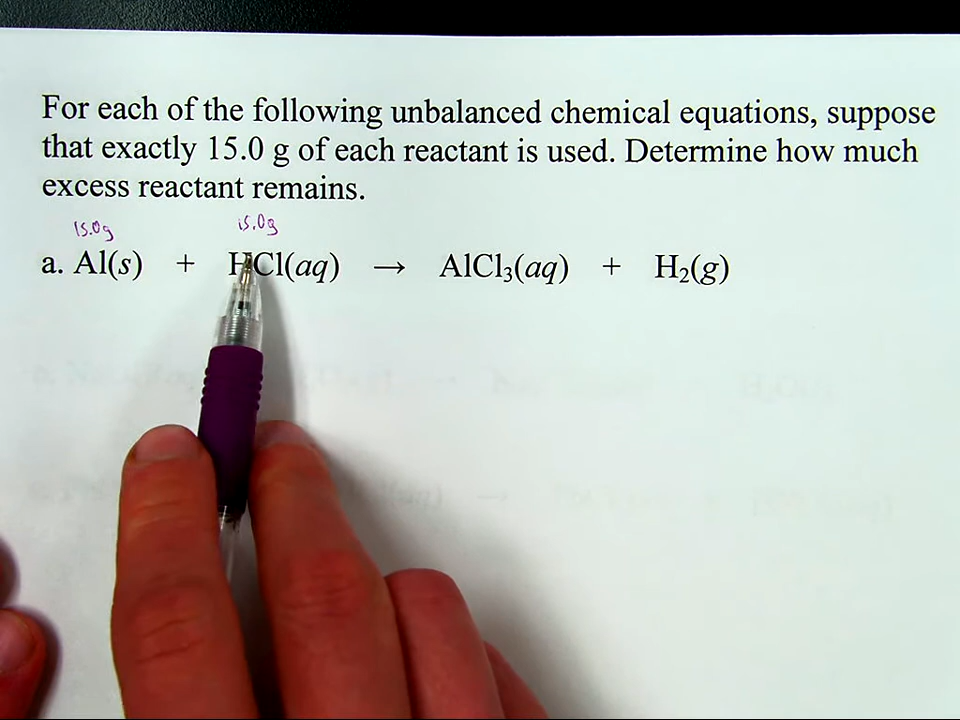 For each of the following unbalanced chemical equations, suppose
that exactly 15.0 g of each reactant is used. Determine how much
excess reactant remains.
15.0g 15.0g
a. Al(s) + HCl(aq) → AlCl₃(aq) + H₂(g)